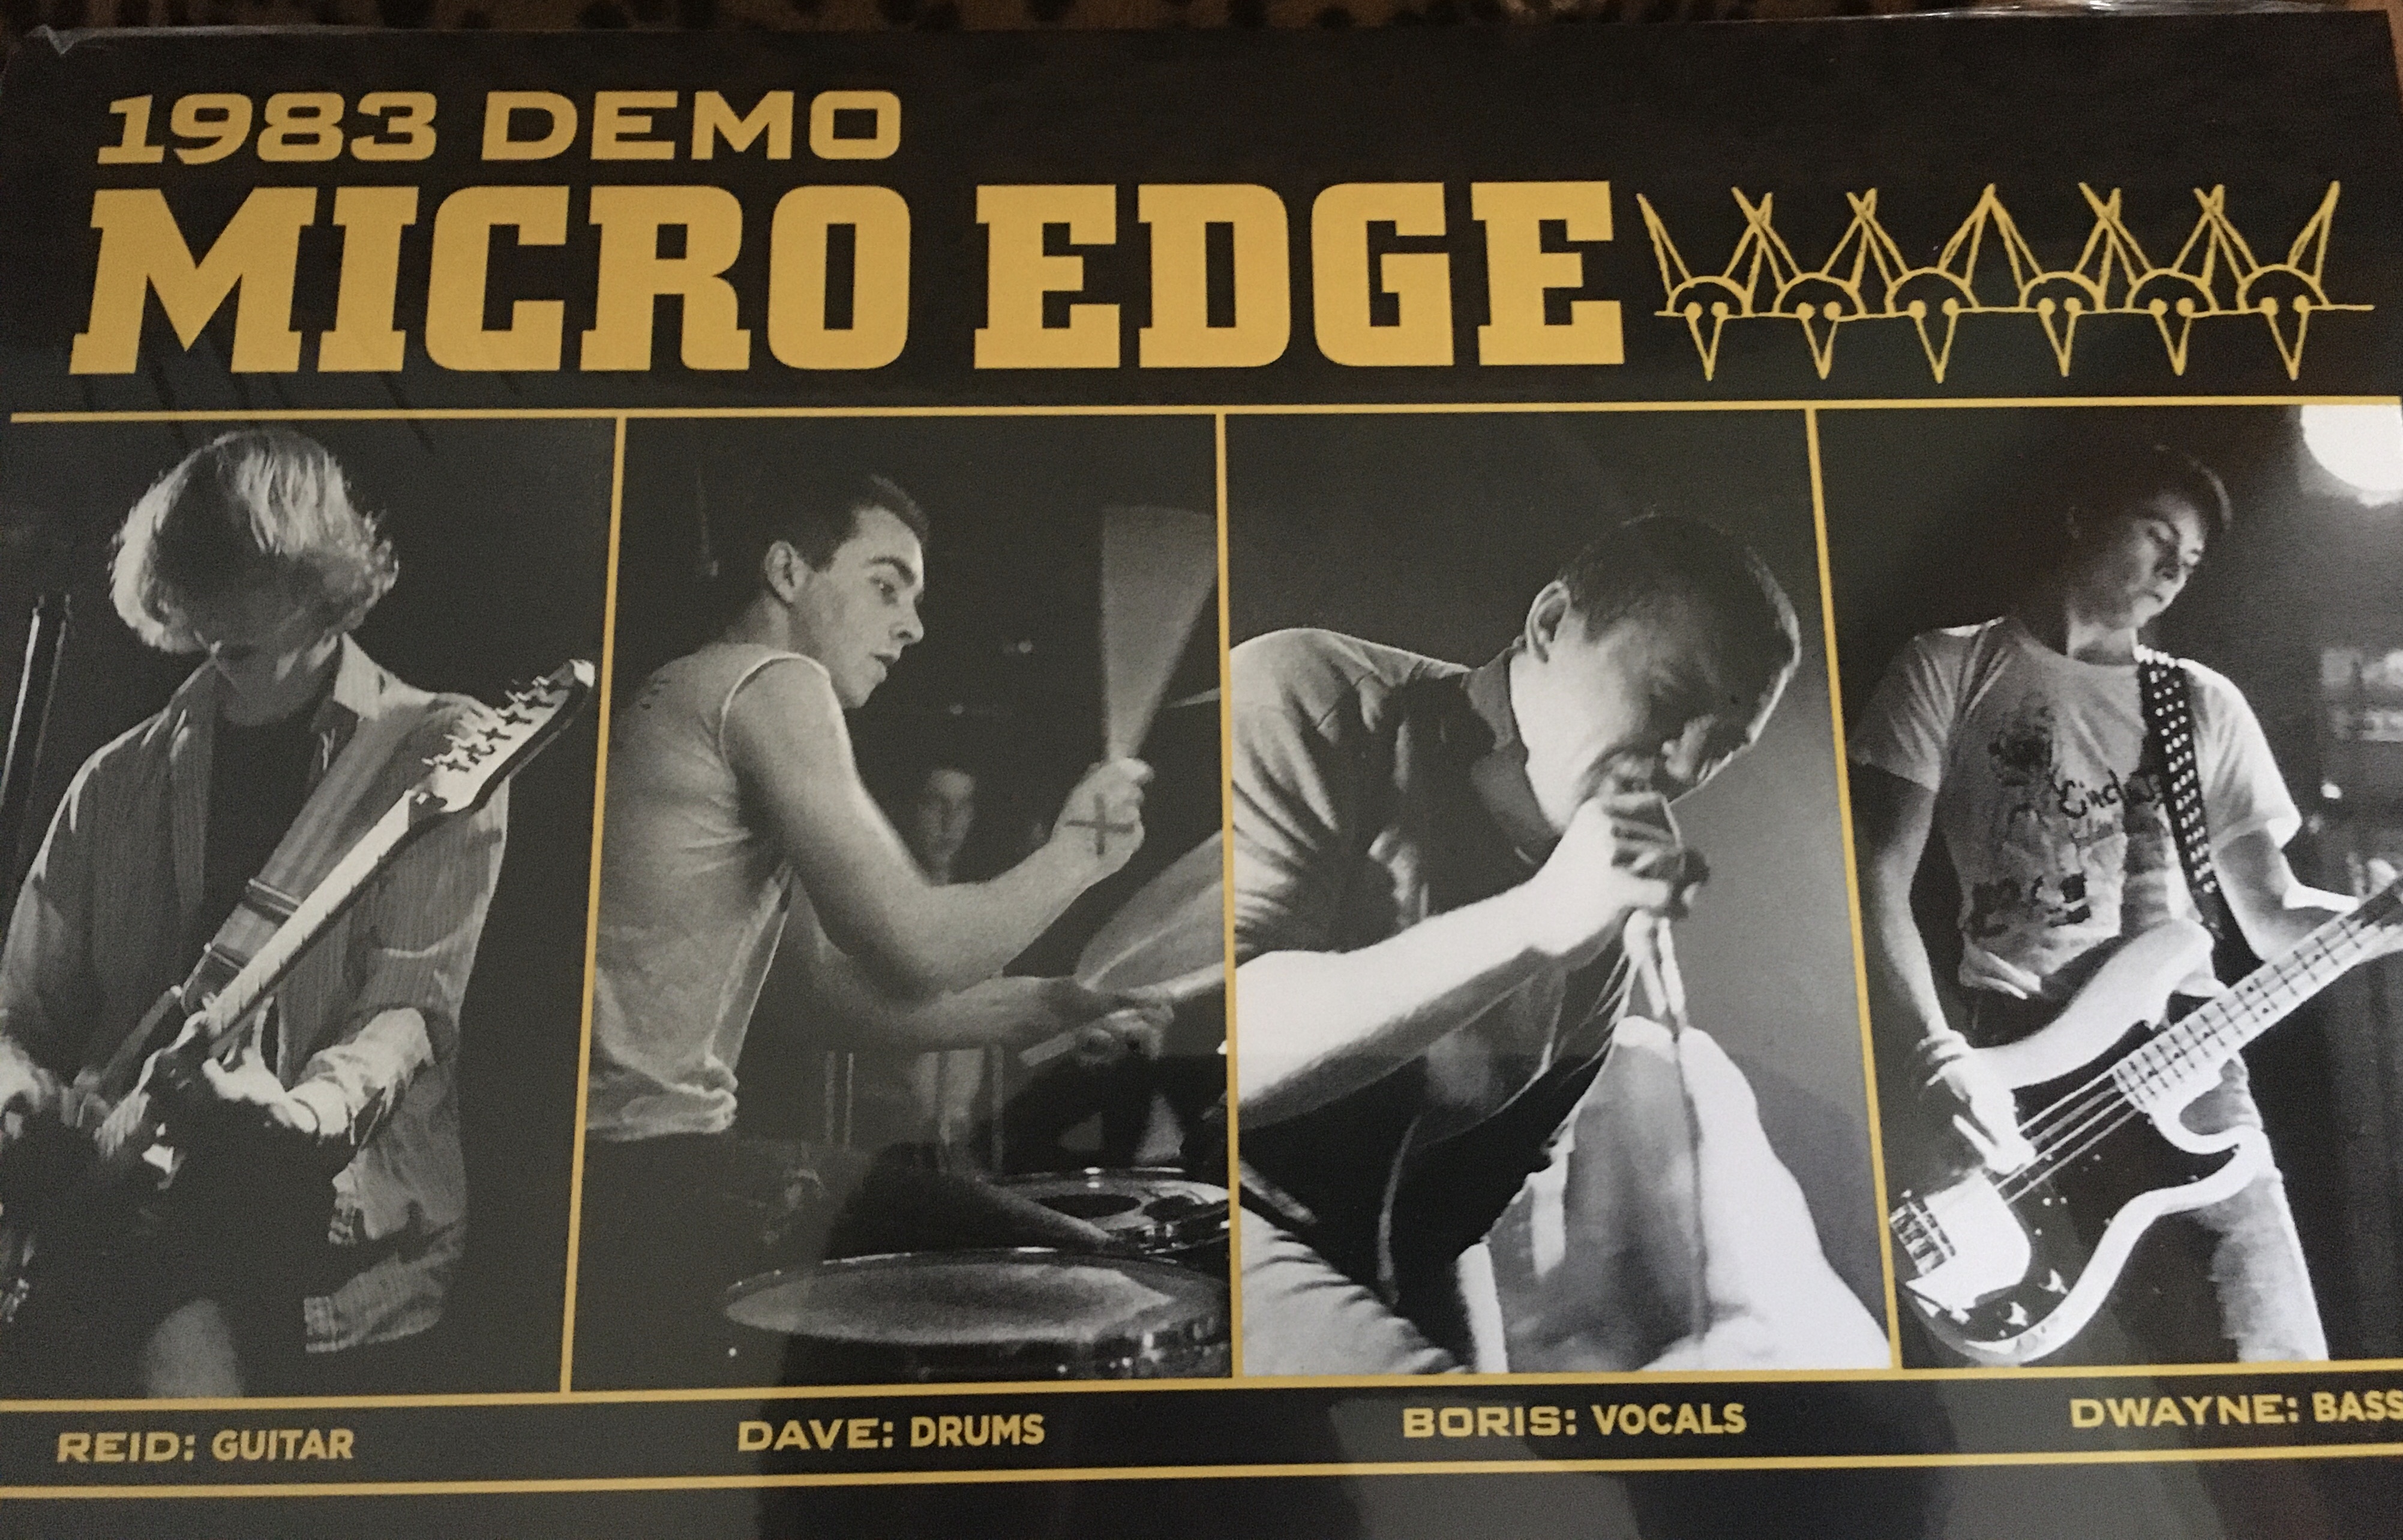 1983 DEMO
MICRO EDGE
REID: GUITAR
DAVE: DRUMS
BORIS: VOCALS
DWAYNE: BASS